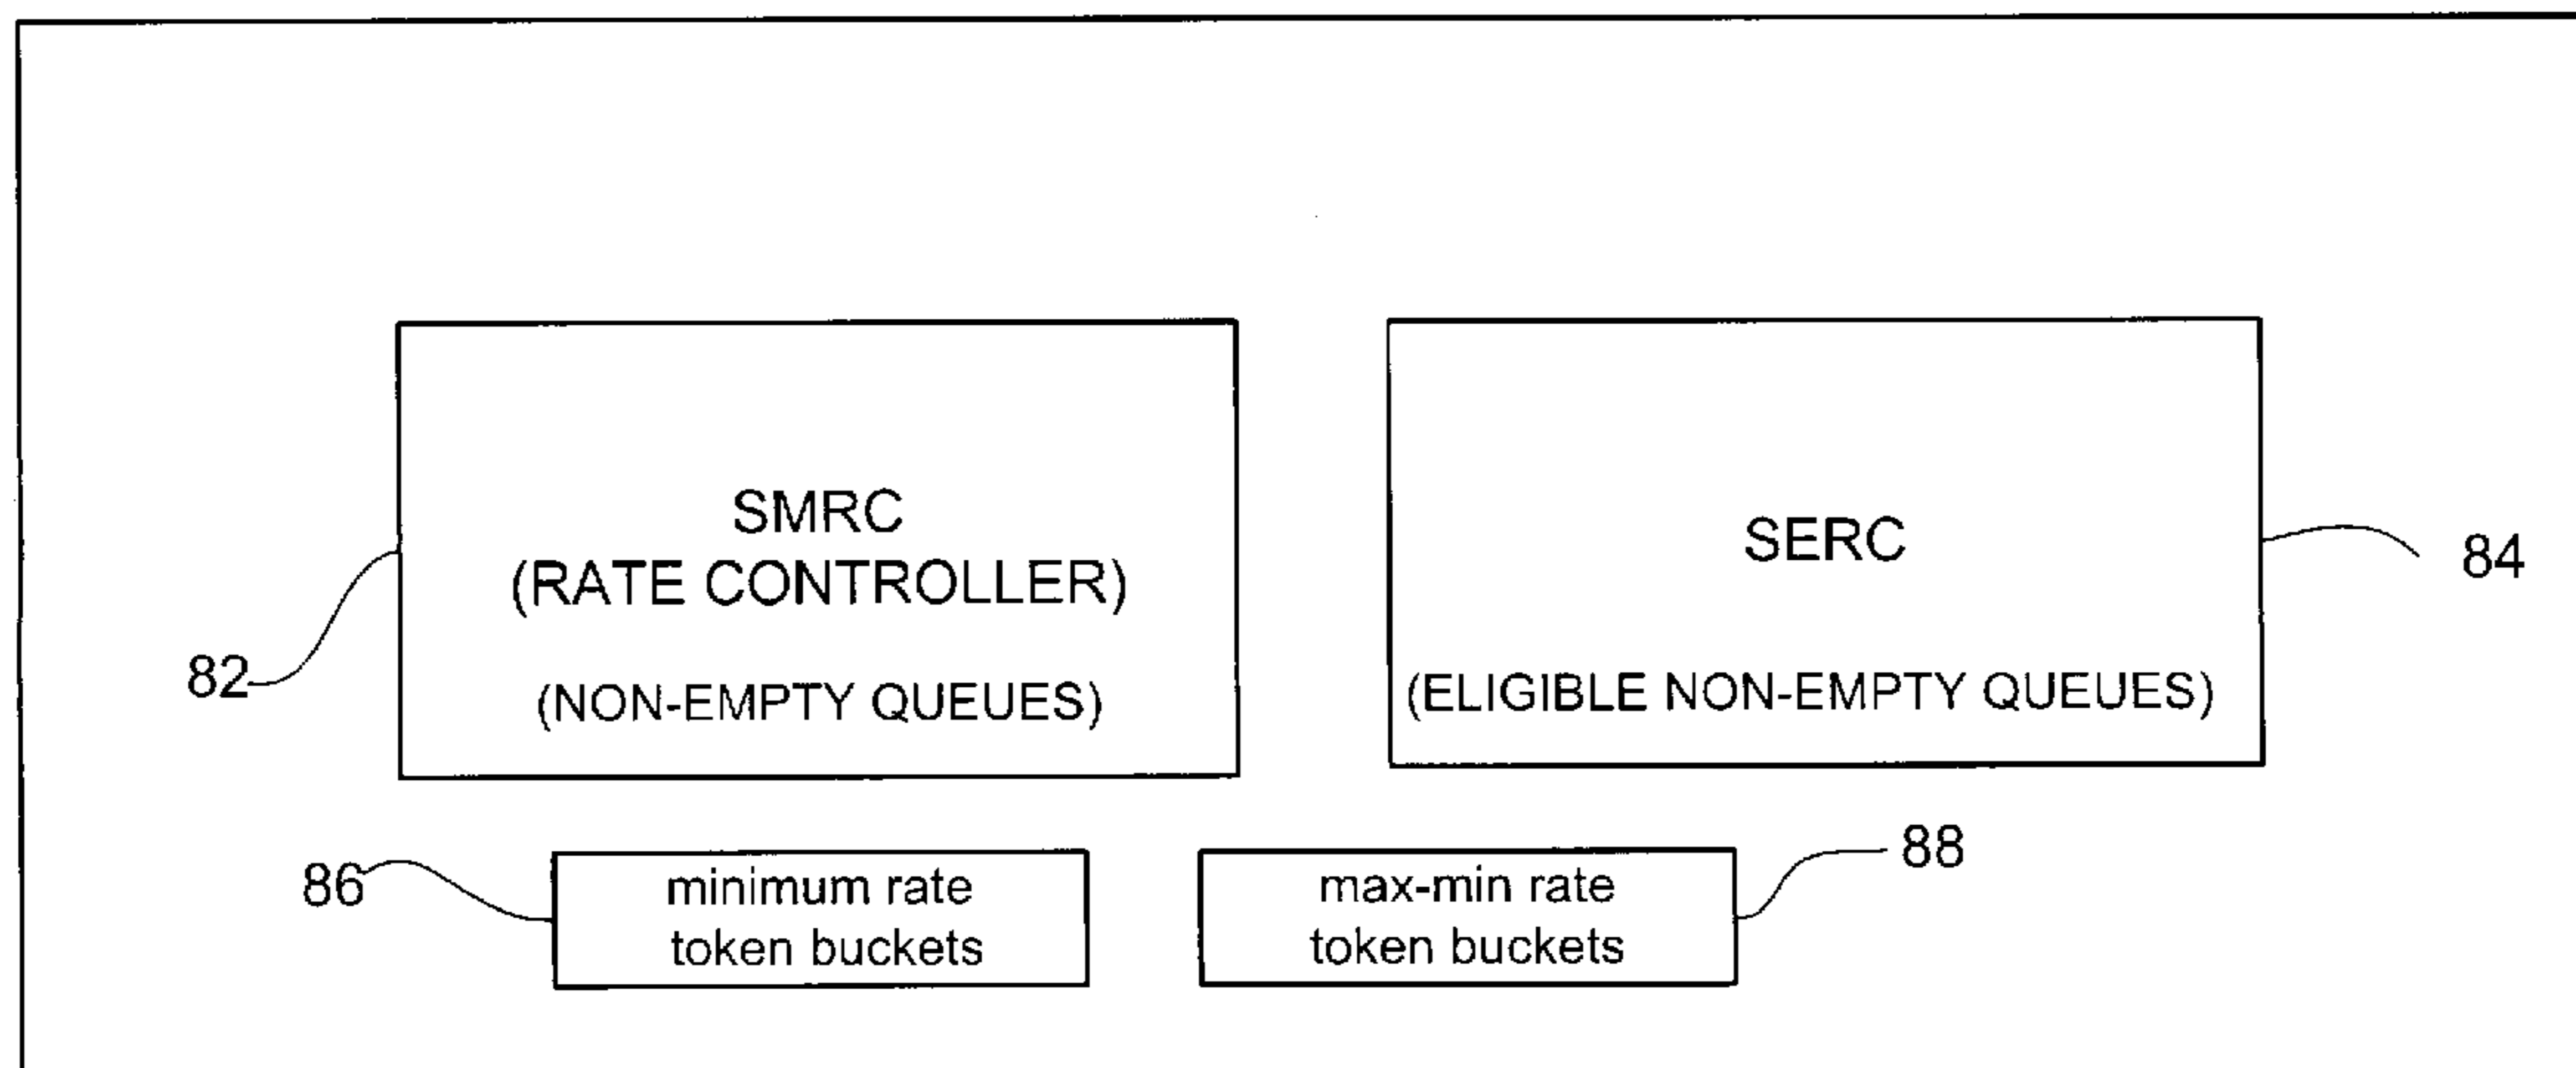 SMRC
(RATE CONTROLLER)
(NON-EMPTY QUEUES)
SERC
(ELIGIBLE NON-EMPTY QUEUES)
82
84
86
minimum rate
token buckets
max-min rate
token buckets
88